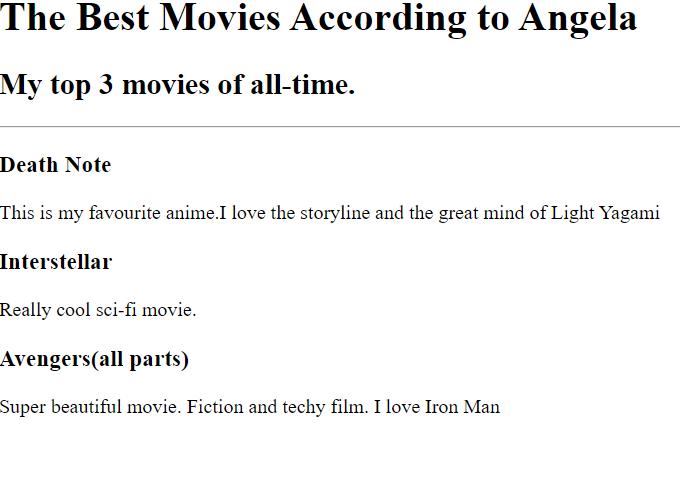 The Best Movies According to Angela
My top 3 movies of all-time.
Death Note
This is my favourite anime.I love the storyline and the great mind of Light Yagami
Interstellar
Really cool sci-fi movie.
Avengers(all parts)
Super beautiful movie. Fiction and techy film. I love Iron Man